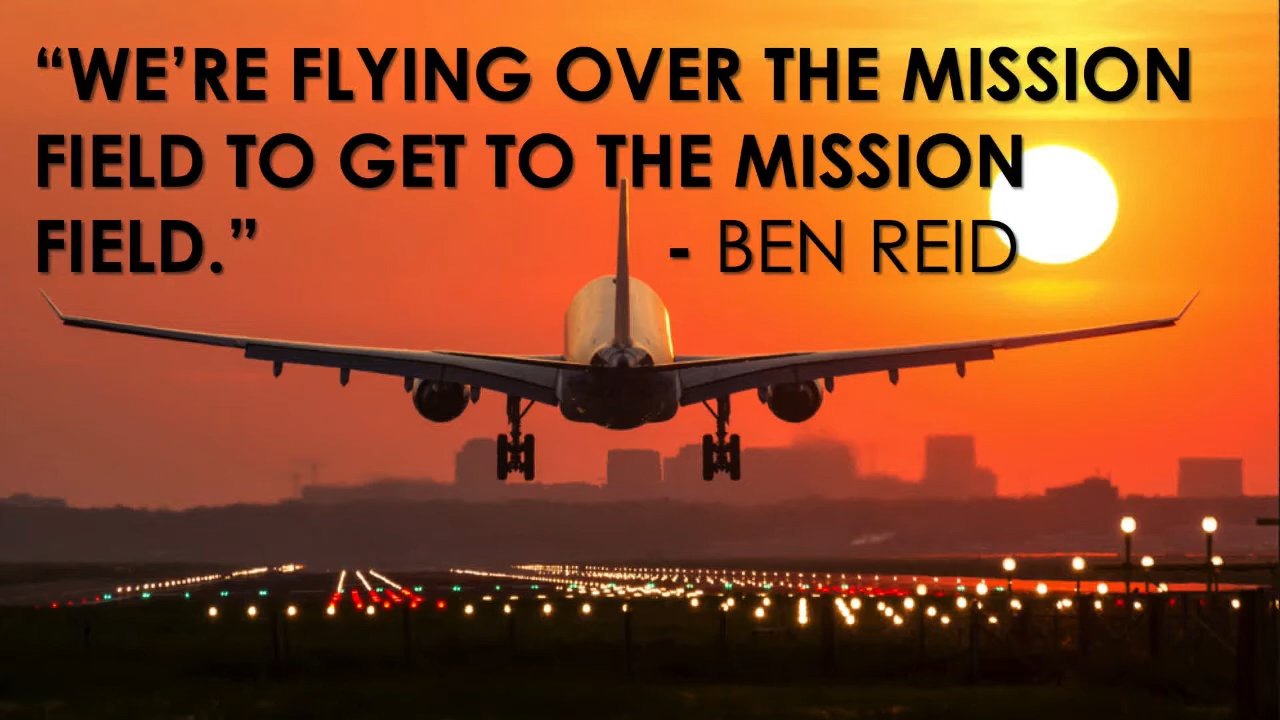 “WE’RE FLYING OVER THE MISSION
FIELD TO GET TO THE MISSION
FIELD.” - BEN REID